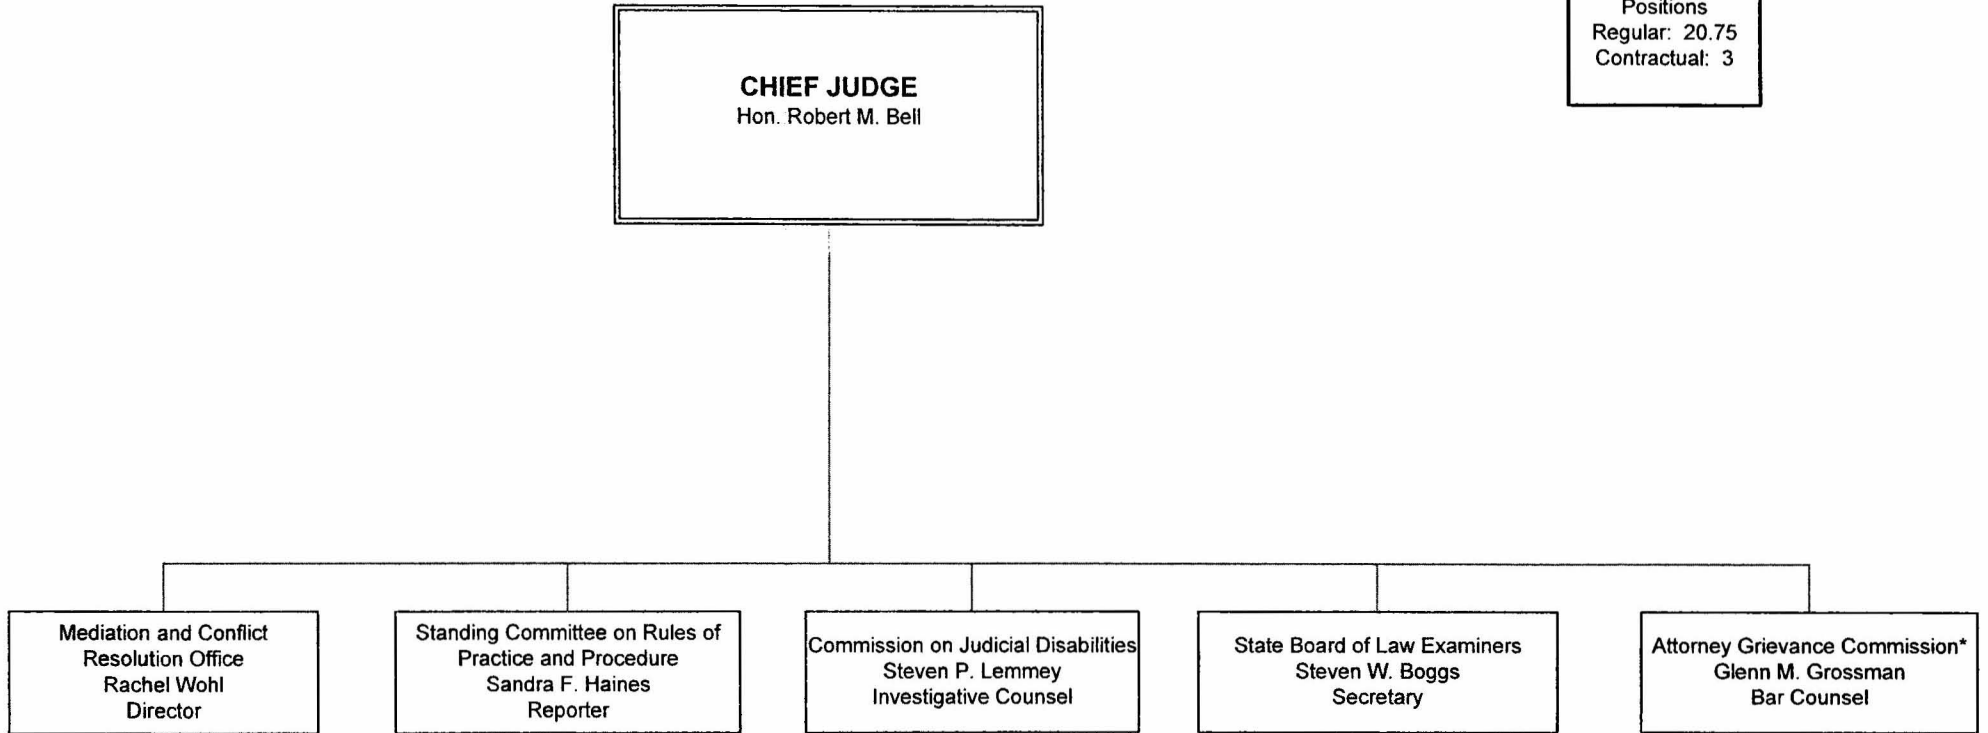 Positions
Regular: 20.75
Contractual: 3
CHIEF JUDGE
Hon. Robert M. Bell
Mediation and Conflict
Resolution Office
Rachel Wohl
Director
Standing Committee on Rules of
Practice and Procedure
Sandra F. Haines
Reporter
Commission on Judicial Disabilities
Steven P. Lemmey
Investigative Counsel
State Board of Law Examiners
Steven W. Boggs
Secretary
Attorney Grievance Commission*
Glenn M. Grossman
Bar Counsel